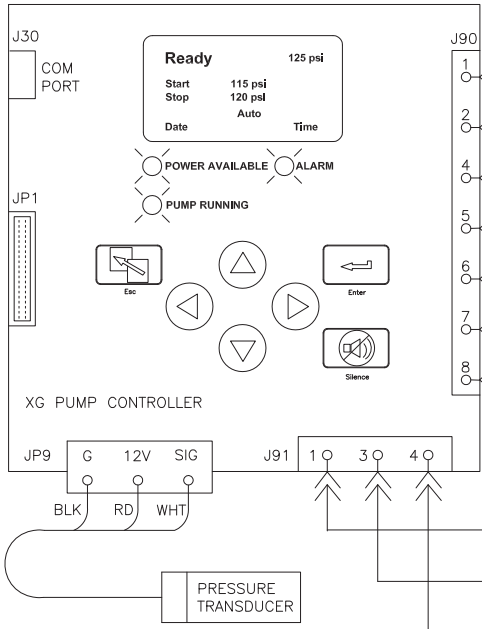 J30
J90
COM
PORT
Ready 125 psi
Start 115 psi
Stop 120 psI
Auto
Date Time
POWER AVAILABLE ALARM
PUMP RUNNING
JP1
1
2
4
5
6
7
8
Esc
Enter
Silence
XG PUMP CONTROLLER
JP9 G 12V SIG
J91 1 3 4
BLK RD WHT
PRESSURE
TRANSDUCER